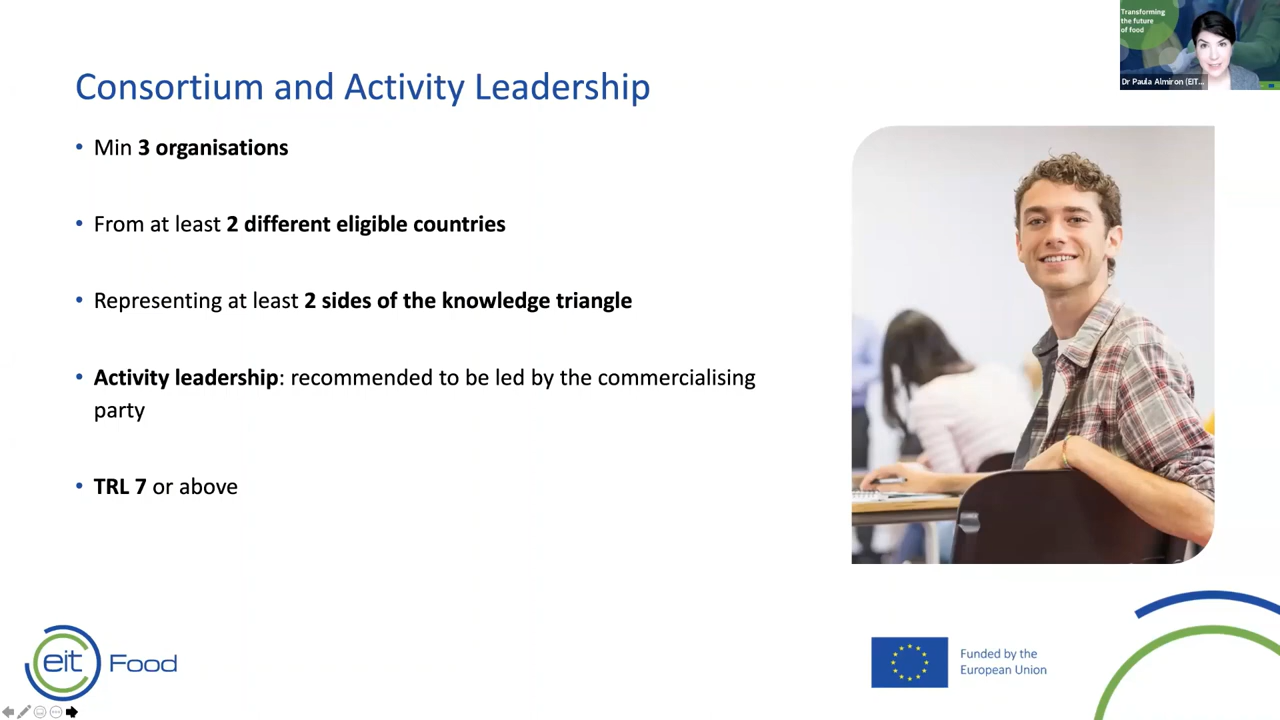 Transforming
the future
of food
Dr Paula Almiron (EIT...
Consortium and Activity Leadership
• Min 3 organisations
• From at least 2 different eligible countries
• Representing at least 2 sides of the knowledge triangle
• Activity leadership: recommended to be led by the commercialising
party
• TRL 7 or above
eit Food
Funded by the
European Union